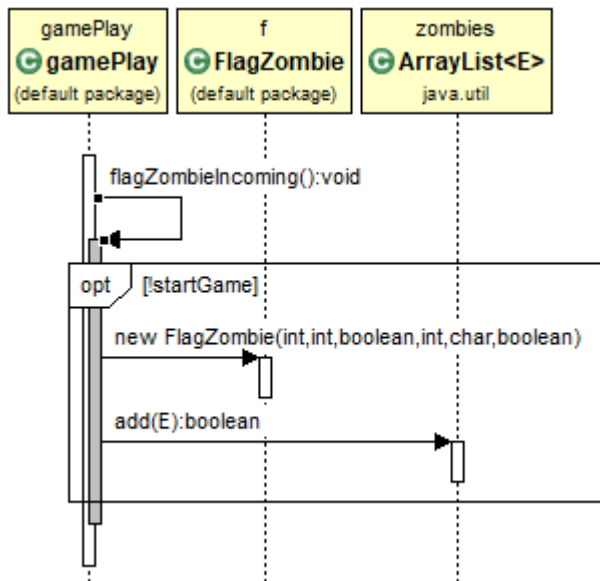 gamePlay
C gamePlay
(default package)
f
C FlagZombie
(default package)
zombies
C ArrayList<E>
java.util
flagZombieIncoming():void
opt [!startGame]
new FlagZombie(int,int,boolean,int,char,boolean)
add(E):boolean